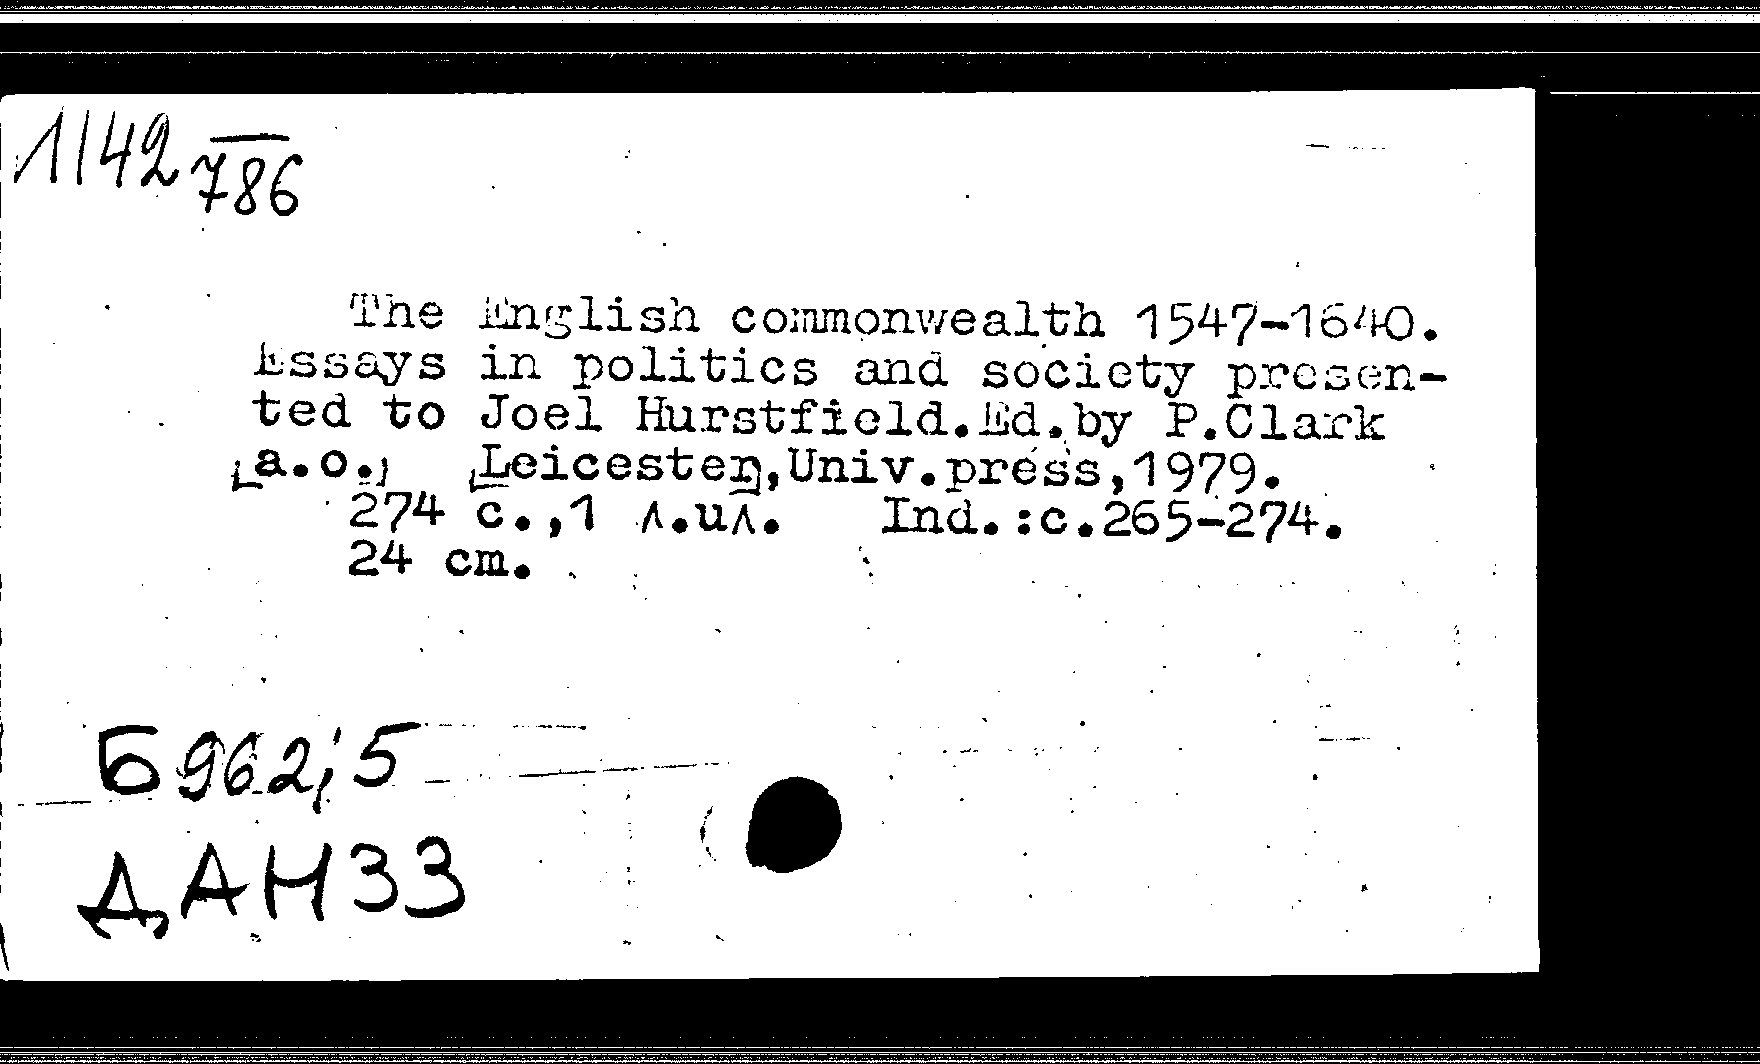 1142
786
The English commonwealth 1547-1640.
Essays in politics and society presen-
ted to Joel Hurstfield.Ed.by P.Clark
[a.o.] [Leicester],Univ.press,1979.
274 c.,1 л.ил. Ind.:c.265-274.
24 cm.
Б962;5
ДАН33